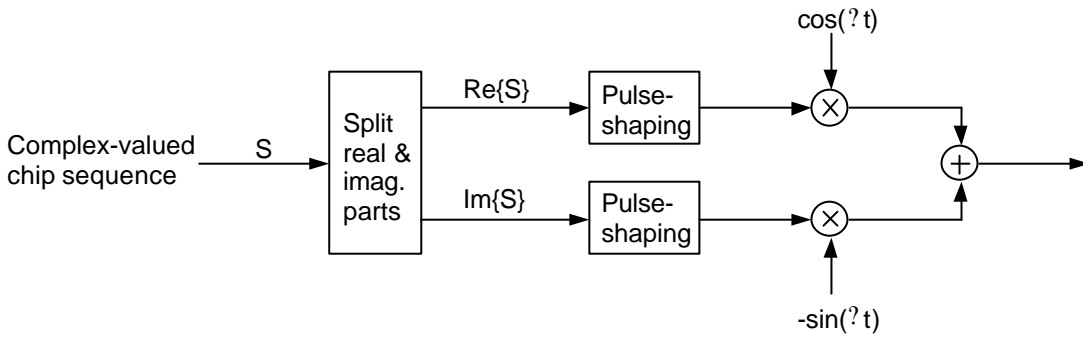 cos(?t)
Complex-valued
chip sequence
S
Split
real &
imag.
parts
Re{S}
Pulse-
shaping
Im{S}
Pulse-
shaping
-sin(?t)